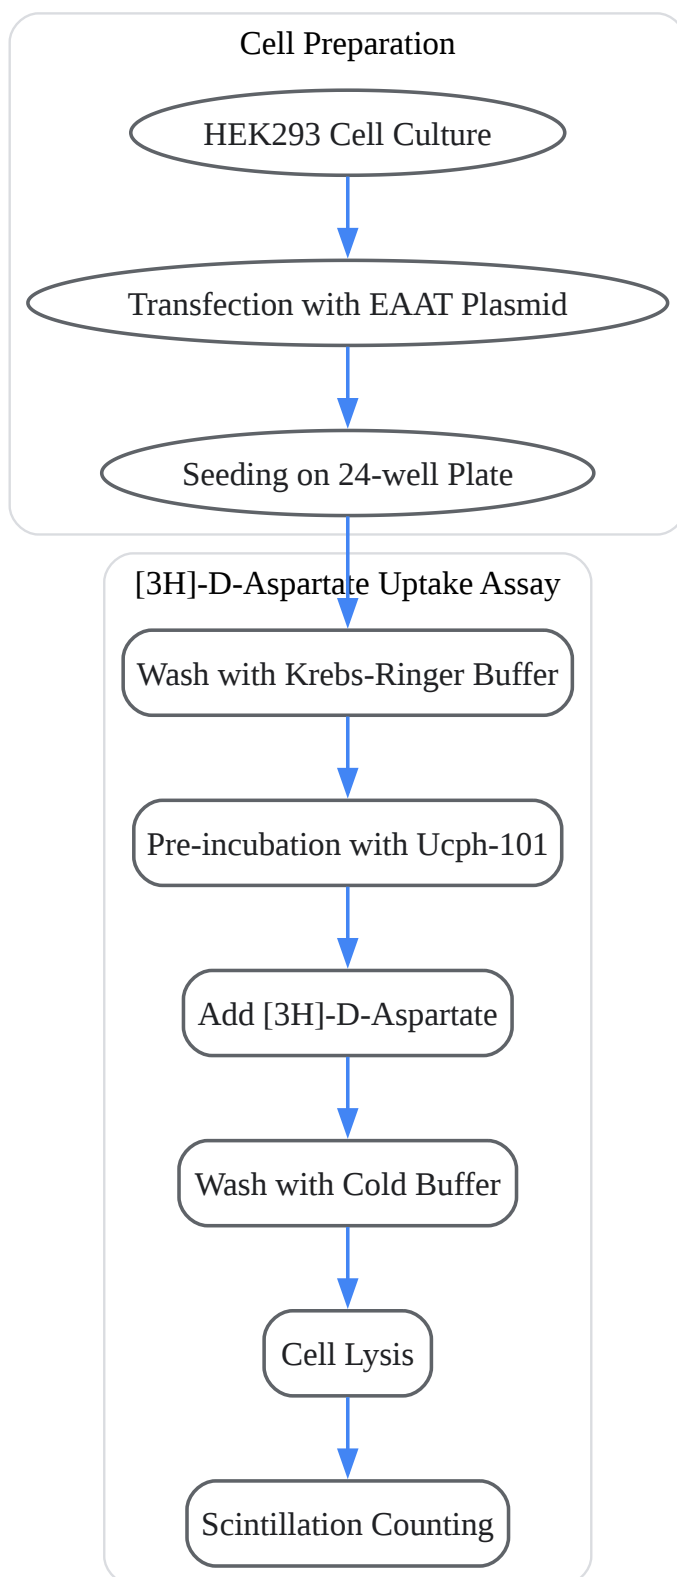 Cell Preparation
HEK293 Cell Culture
Transfection with EAAT Plasmid
Seeding on 24-well Plate
[3H]-D-Aspartate Uptake Assay
Wash with Krebs-Ringer Buffer
Pre-incubation with Ucph-101
Add [3H]-D-Aspartate
Wash with Cold Buffer
Cell Lysis
Scintillation Counting